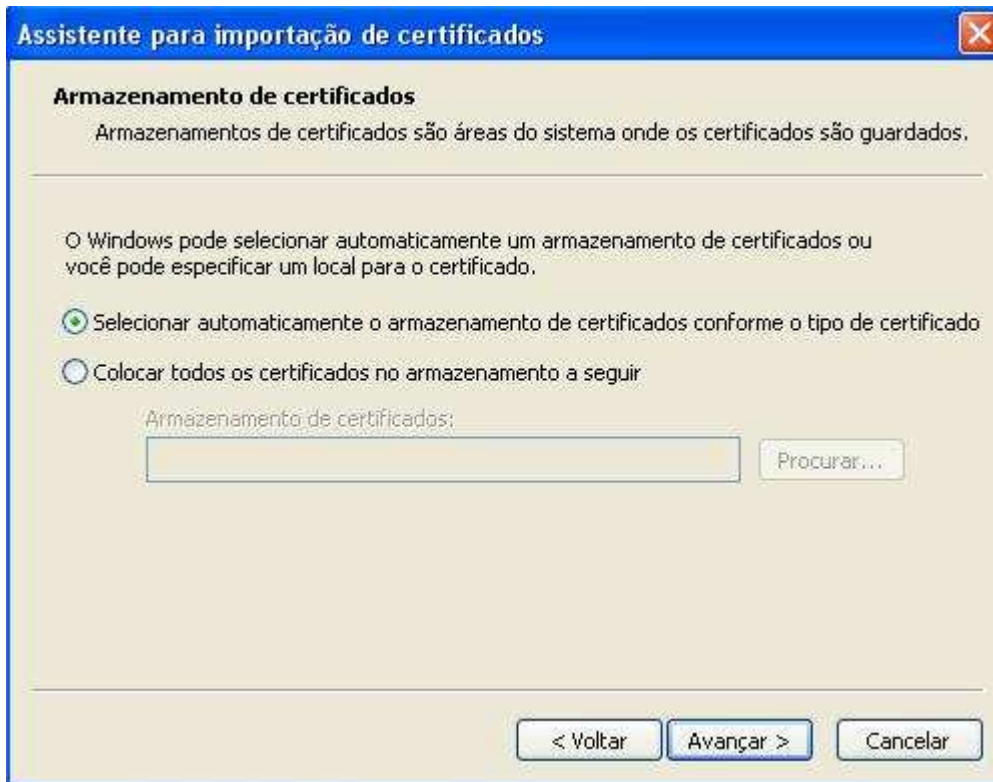 Assistente para importação de certificados
Armazenamento de certificados
Armazenamentos de certificados são áreas do sistema onde os certificados são guardados.
O Windows pode selecionar automaticamente um armazenamento de certificados ou
você pode especificar um local para o certificado.
Selecionar automaticamente o armazenamento de certificados conforme o tipo de certificado
Colocar todos os certificados no armazenamento a seguir
Armazenamento de certificados:
Procurar...
< Voltar
Avançar >
Cancelar